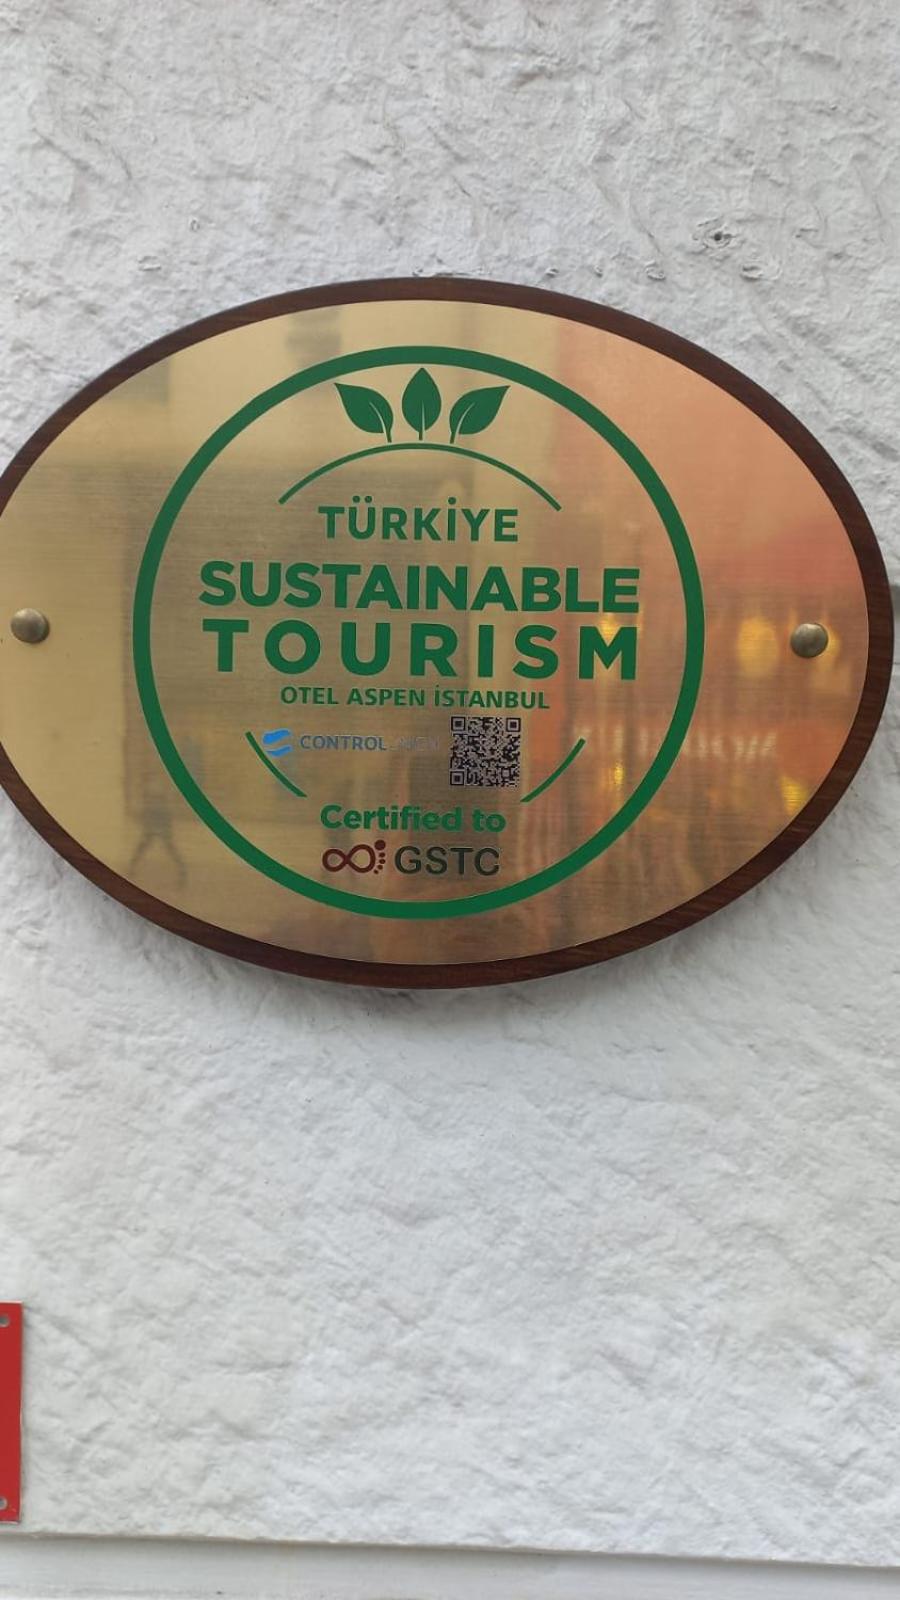 TÜRKİYE
SUSTAINABLE
TOURISM
OTEL ASPEN İSTANBUL
CONTROL
Certified to
GSTC